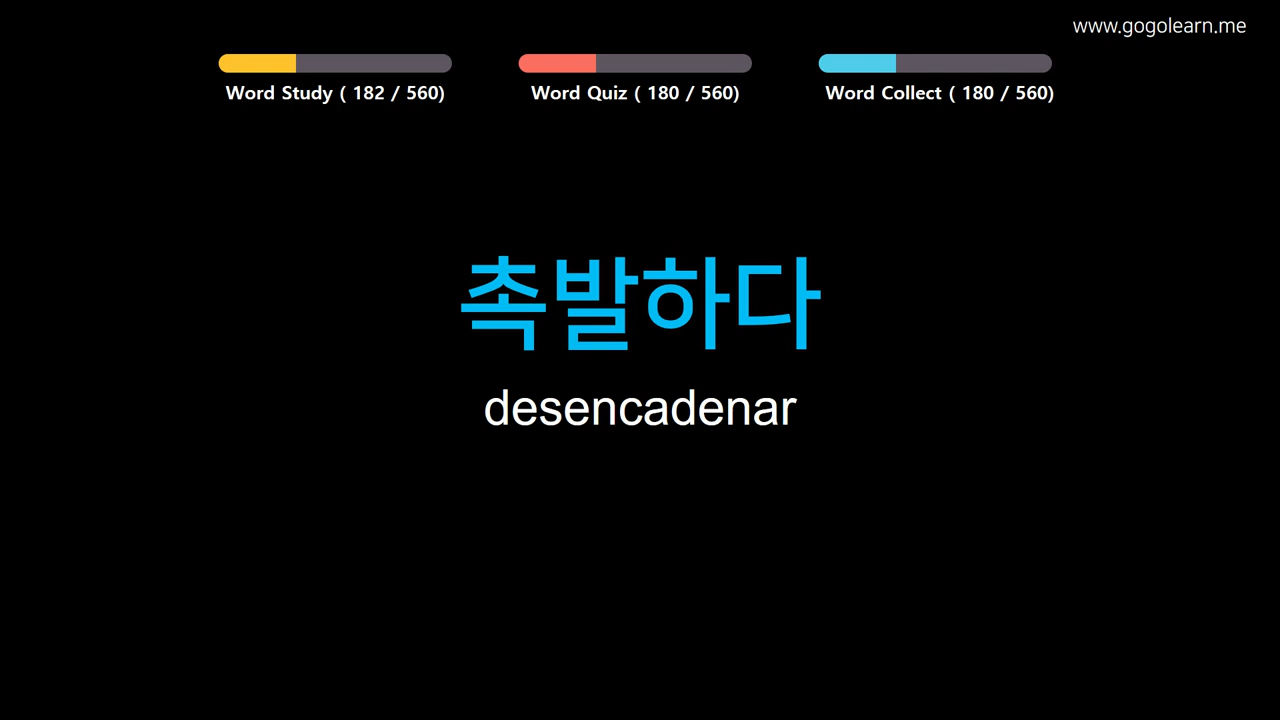 www.gogolearn.me
Word Study ( 182 / 560)
Word Quiz ( 180 / 560)
Word Collect ( 180 / 560)
촉발하다
desencadenar